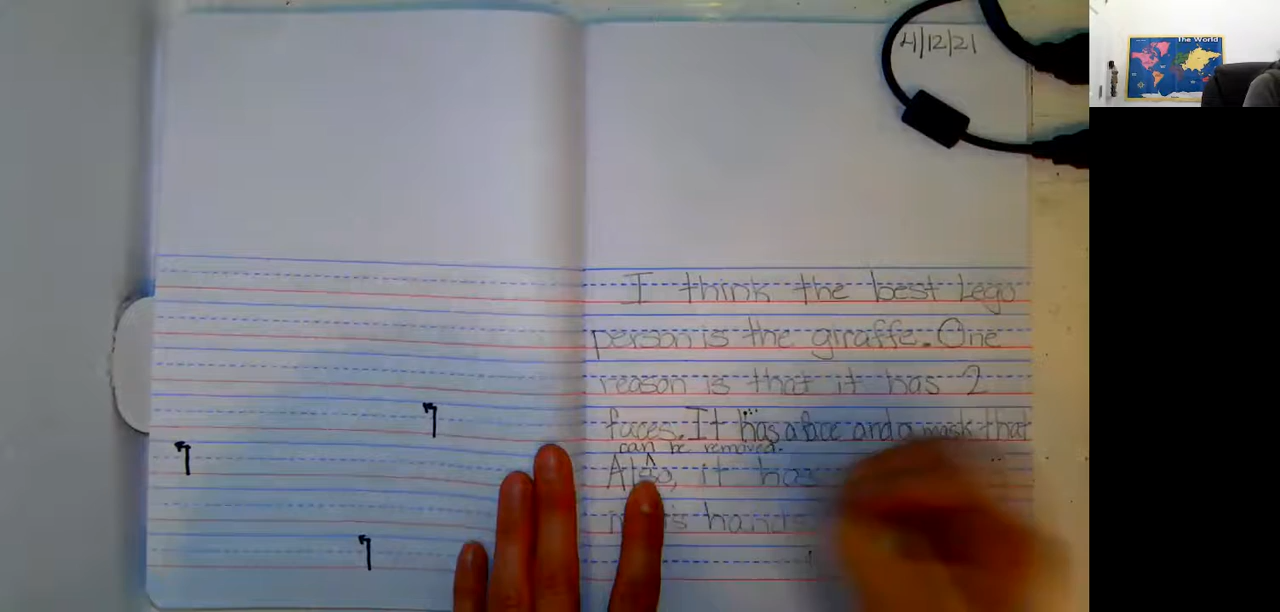 The World
4/12/21
I think the best Lego
person is the giraffe. One
reason is that it has 2
faces. It has a face and a mask that
can be removed.
Also, it has
hands